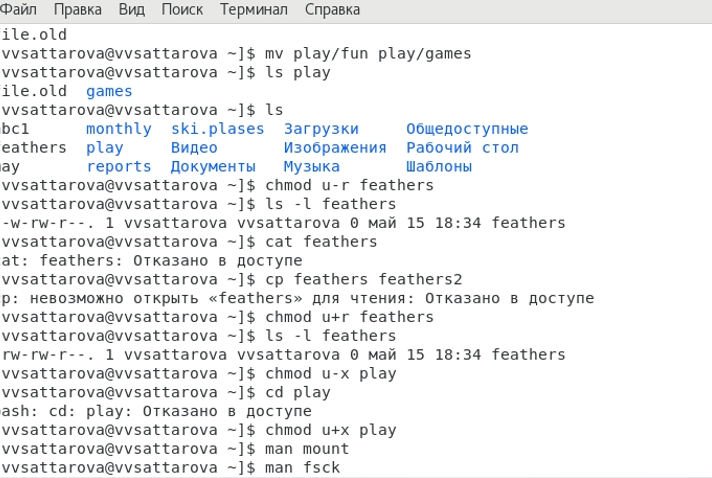 Файл Правка Вид Поиск Терминал Справка
ile.old
vvsattarova@vvsattarova ~]$ mv play/fun play/games
vvsattarova@vvsattarova ~]$ ls play
ile.old games
vvsattarova@vvsattarova ~]$ ls
bc1 monthly ski.plases Загрузки Общедоступные
eathers play Видео Изображения Рабочий стол
ay reports Документы Музыка Шаблоны
vvsattarova@vvsattarova ~]$ chmod u-r feathers
vvsattarova@vvsattarova ~]$ ls -l feathers
-w-rw-r--. 1 vvsattarova vvsattarova 0 май 15 18:34 feathers
vvsattarova@vvsattarova ~]$ cat feathers
at: feathers: Отказано в доступе
vvsattarova@vvsattarova ~]$ cp feathers feathers2
p: невозможно открыть «feathers» для чтения: Отказано в доступе
vvsattarova@vvsattarova ~]$ chmod u+r feathers
vvsattarova@vvsattarova ~]$ ls -l feathers
rw-rw-r--. 1 vvsattarova vvsattarova 0 май 15 18:34 feathers
vvsattarova@vvsattarova ~]$ chmod u-x play
vvsattarova@vvsattarova ~]$ cd play
ash: cd: play: Отказано в доступе
vvsattarova@vvsattarova ~]$ chmod u+x play
vvsattarova@vvsattarova ~]$ man mount
vvsattarova@vvsattarova ~]$ man fsck